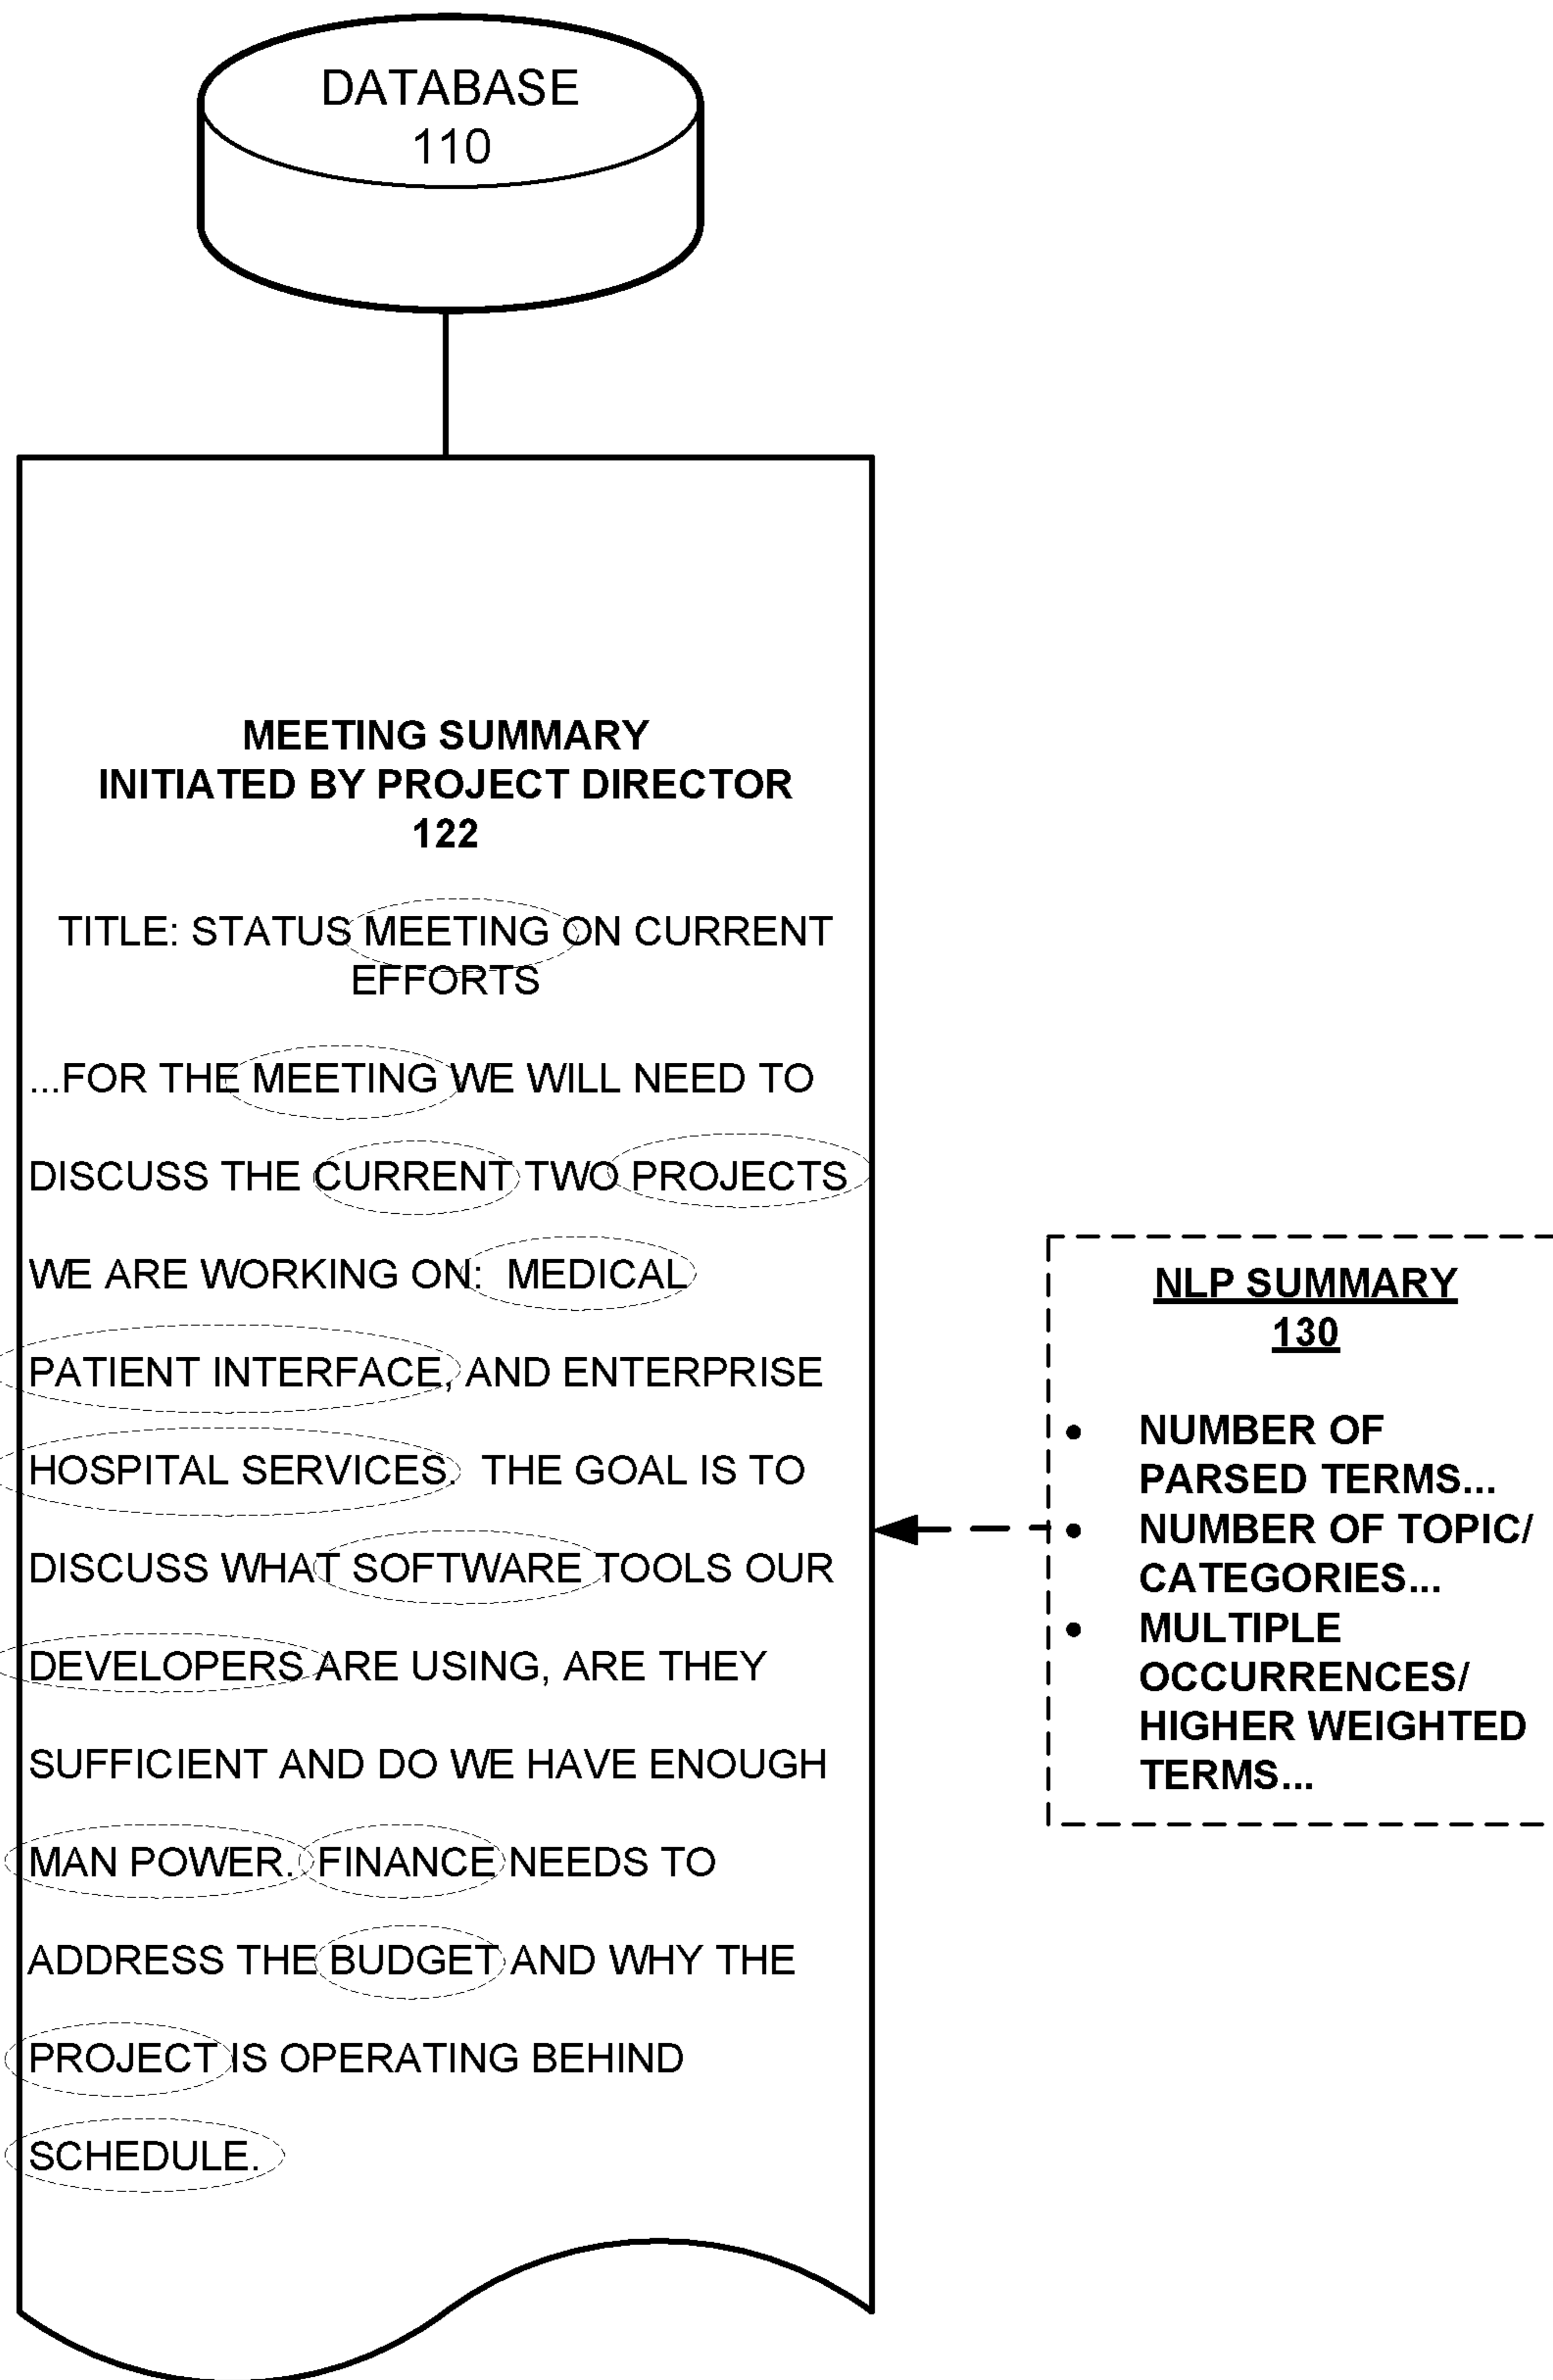 DATABASE
110
MEETING SUMMARY
INITIATED BY PROJECT DIRECTOR
122
TITLE: STATUS MEETING ON CURRENT
EFFORTS
...FOR THE MEETING WE WILL NEED TO
DISCUSS THE CURRENT TWO PROJECTS
WE ARE WORKING ON: MEDICAL
PATIENT INTERFACE, AND ENTERPRISE
HOSPITAL SERVICES. THE GOAL IS TO
DISCUSS WHAT SOFTWARE TOOLS OUR
DEVELOPERS ARE USING, ARE THEY
SUFFICIENT AND DO WE HAVE ENOUGH
MAN POWER. FINANCE NEEDS TO
ADDRESS THE BUDGET AND WHY THE
PROJECT IS OPERATING BEHIND
SCHEDULE.
NLP SUMMARY
130
• NUMBER OF
PARSED TERMS...
• NUMBER OF TOPIC/
CATEGORIES...
• MULTIPLE
OCCURRENCES/
HIGHER WEIGHTED
TERMS...